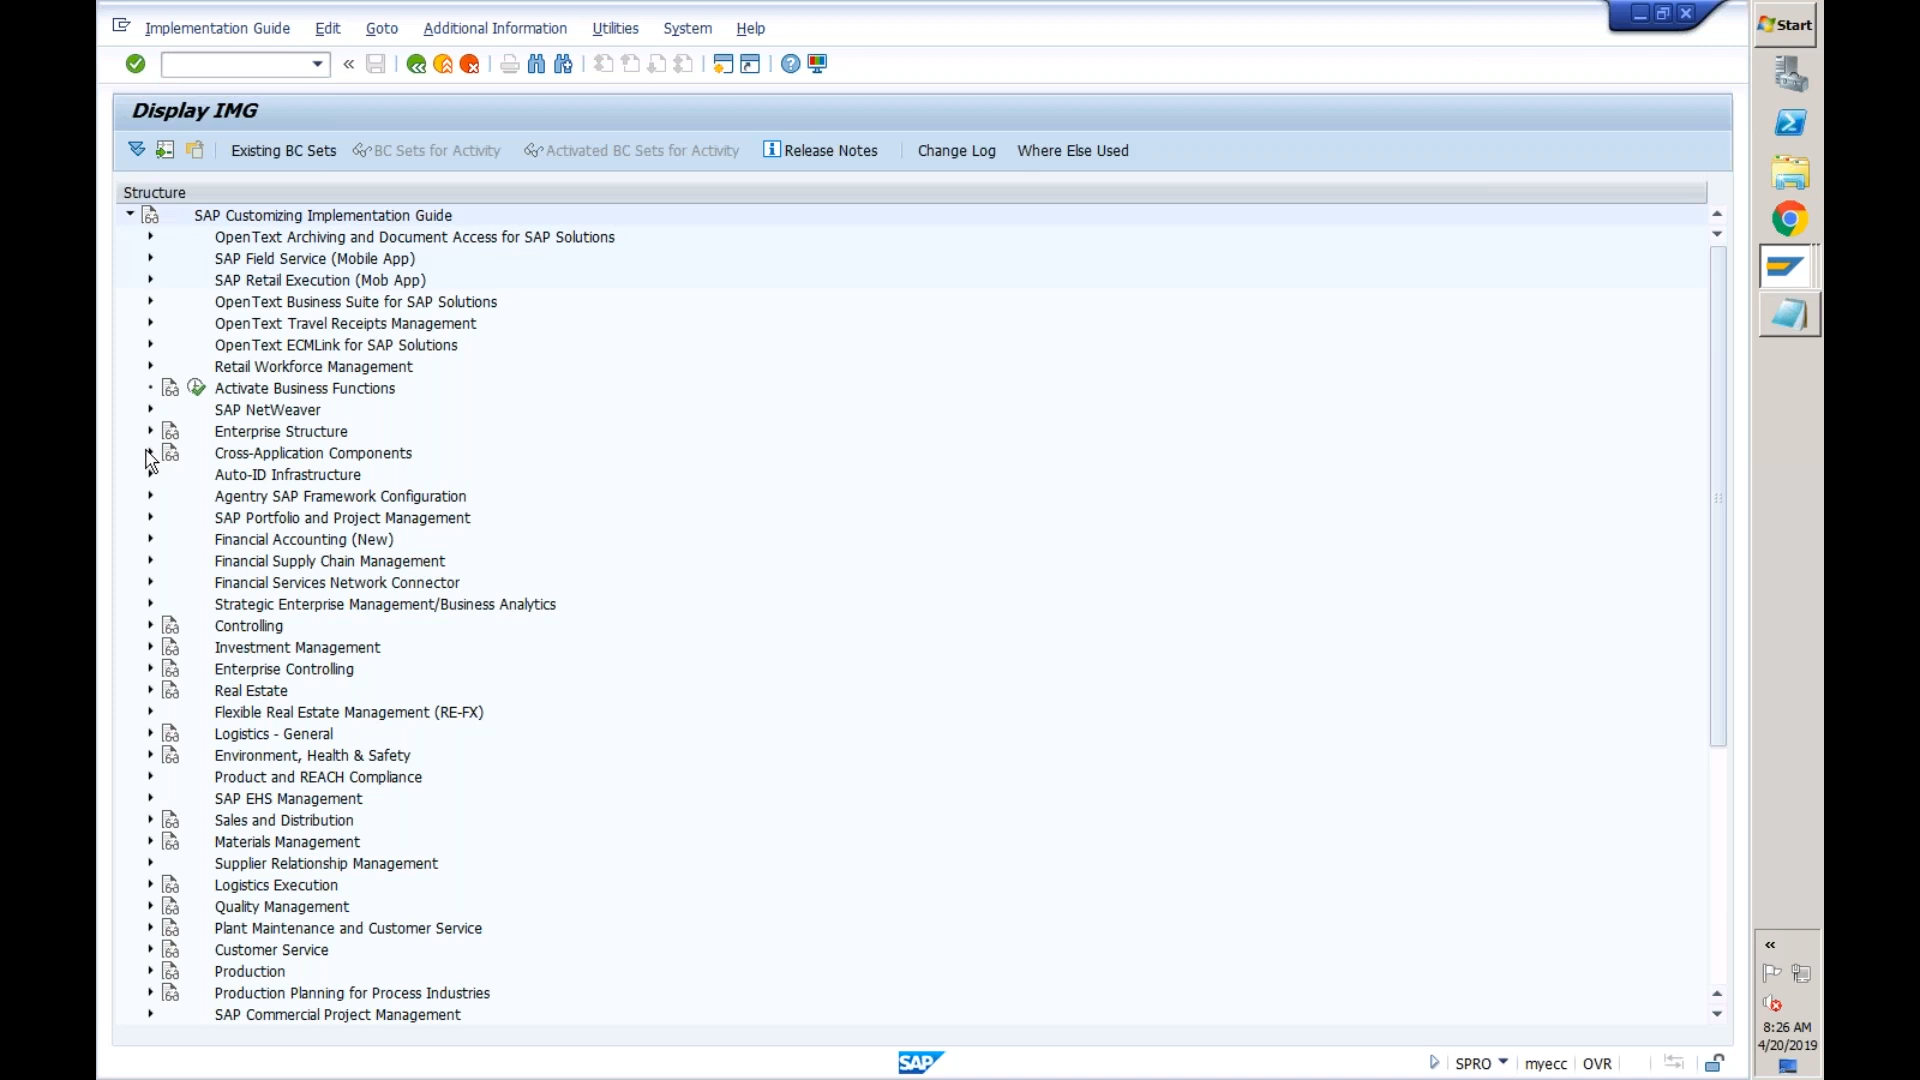 Implementation Guide Edit Goto Additional Information Utilities System Help
Start
Display IMG
Existing BC Sets BC Sets for Activity Activated BC Sets for Activity Release Notes Change Log Where Else Used
Structure
SAP Customizing Implementation Guide
OpenText Archiving and Document Access for SAP Solutions
SAP Field Service (Mobile App)
SAP Retail Execution (Mob App)
OpenText Business Suite for SAP Solutions
OpenText Travel Receipts Management
OpenText ECMLink for SAP Solutions
Retail Workforce Management
Activate Business Functions
SAP NetWeaver
Enterprise Structure
Cross-Application Components
Auto-ID Infrastructure
Agentry SAP Framework Configuration
SAP Portfolio and Project Management
Financial Accounting (New)
Financial Supply Chain Management
Financial Services Network Connector
Strategic Enterprise Management/Business Analytics
Controlling
Investment Management
Enterprise Controlling
Real Estate
Flexible Real Estate Management (RE-FX)
Logistics - General
Environment, Health & Safety
Product and REACH Compliance
SAP EHS Management
Sales and Distribution
Materials Management
Supplier Relationship Management
Logistics Execution
Quality Management
Plant Maintenance and Customer Service
Customer Service
Production
Production Planning for Process Industries
SAP Commercial Project Management
SAP
SPRO myecc OVR
8:26 AM
4/20/2019